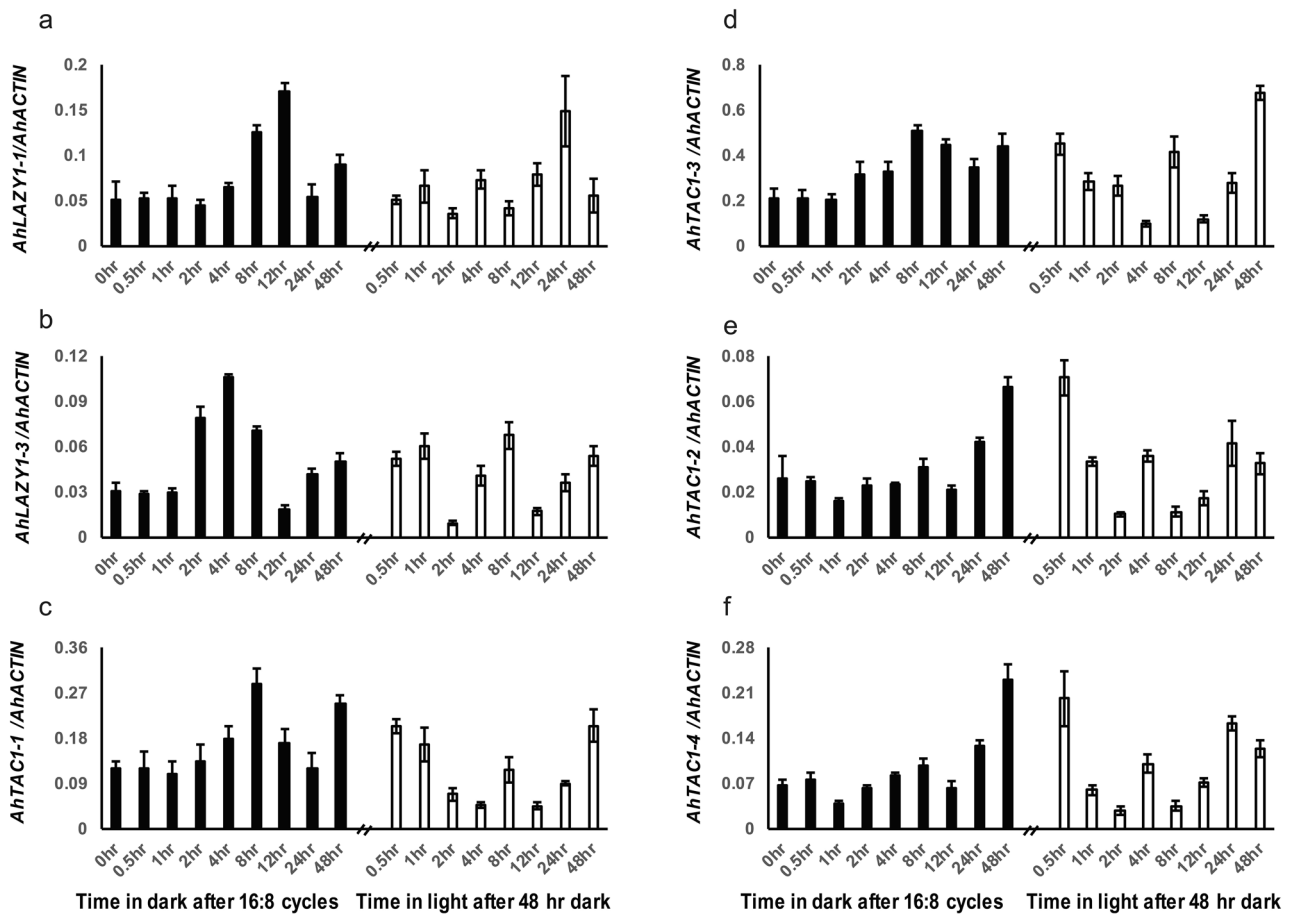 a
AhLAZY1-1/AhACTIN
0.2
0.15
0.1
0.05
0
0hr 0.5hr 1hr 2hr 4hr 8hr 12hr 24hr 48hr 0.5hr 1hr 2hr 4hr 8hr 12hr 24hr 48hr
b
AhLAZY1-3/AhACTIN
0.12
0.09
0.06
0.03
0
0hr 0.5hr 1hr 2hr 4hr 8hr 12hr 24hr 48hr 0.5hr 1hr 2hr 4hr 8hr 12hr 24hr 48hr
c
AhTAC1-1 /AhACTIN
0.36
0.27
0.18
0.09
0
0hr 0.5hr 1hr 2hr 4hr 8hr 12hr 24hr 48hr 0.5hr 1hr 2hr 4hr 8hr 12hr 24hr 48hr
Time in dark after 16:8 cycles Time in light after 48 hr dark
d
AhTAC1-3 /AhACTIN
0.8
0.6
0.4
0.2
0
0hr 0.5hr 1hr 2hr 4hr 8hr 12hr 24hr 48hr 0.5hr 1hr 2hr 4hr 8hr 12hr 24hr 48hr
e
AhTAC1-2 /AhACTIN
0.08
0.06
0.04
0.02
0
0hr 0.5hr 1hr 2hr 4hr 8hr 12hr 24hr 48hr 0.5hr 1hr 2hr 4hr 8hr 12hr 24hr 48hr
f
AhTAC1-4 /AhACTIN
0.28
0.21
0.14
0.07
0
0hr 0.5hr 1hr 2hr 4hr 8hr 12hr 24hr 48hr 0.5hr 1hr 2hr 4hr 8hr 12hr 24hr 48hr
Time in dark after 16:8 cycles Time in light after 48 hr dark